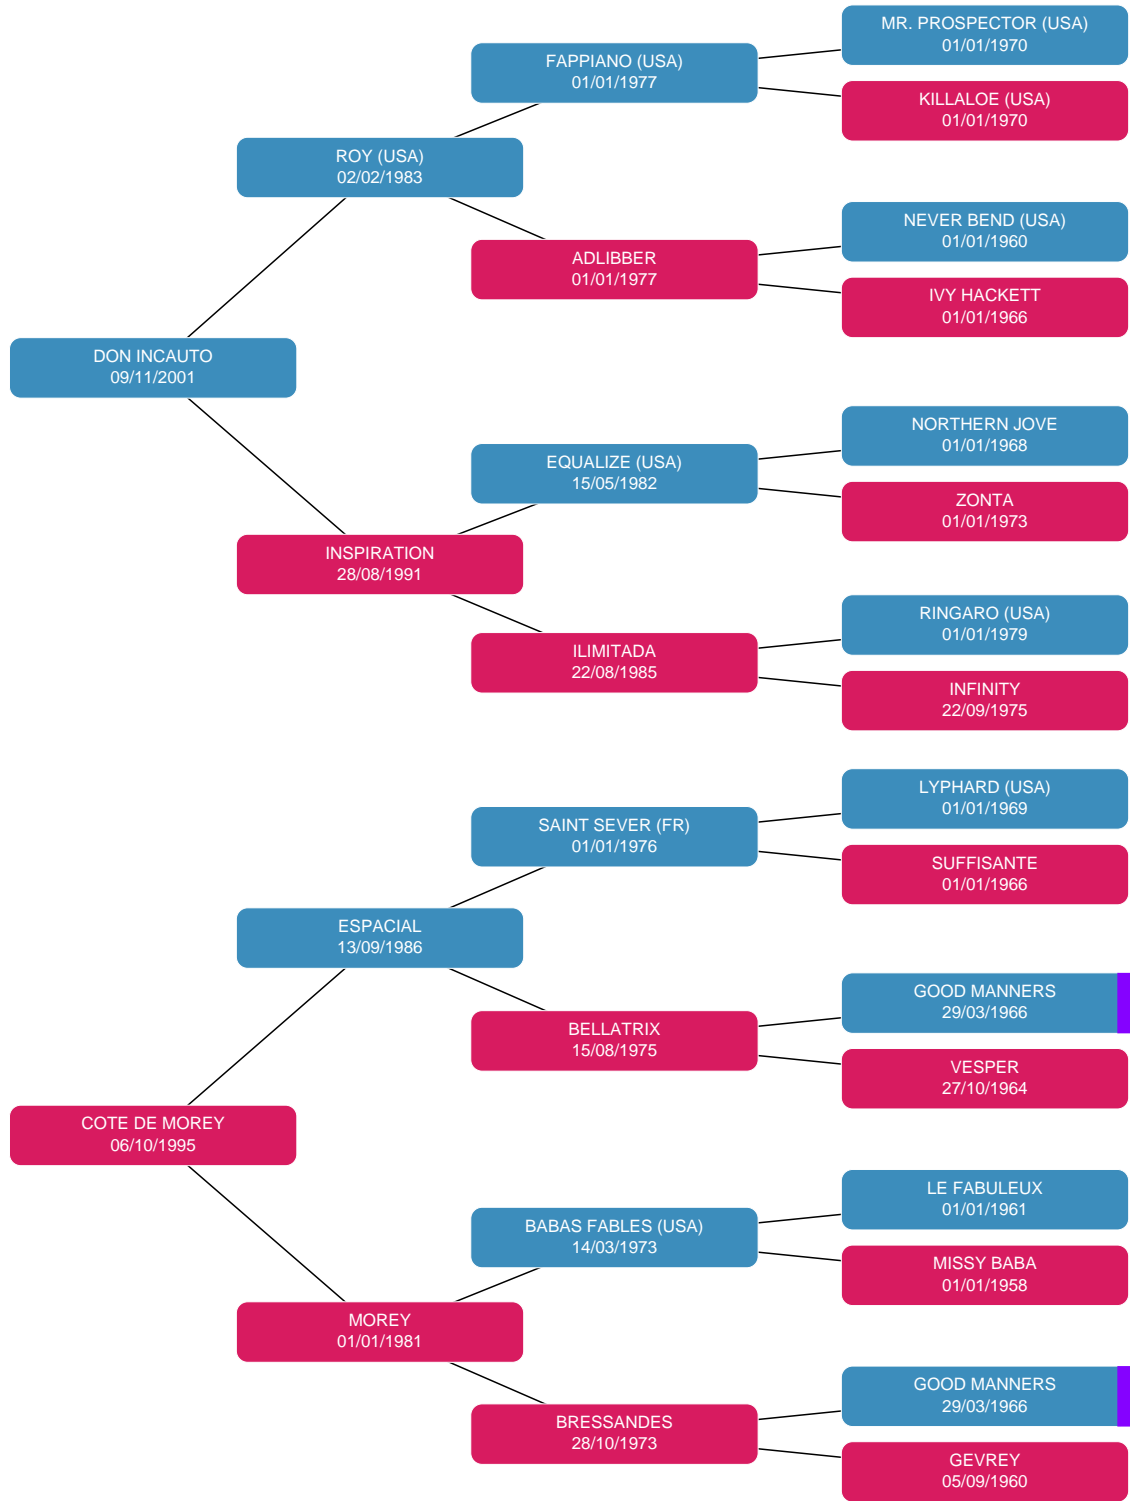 MR. PROSPECTOR (USA)
01/01/1970
FAPPIANO (USA)
01/01/1977
KILLALOE (USA)
01/01/1970
ROY (USA)
02/02/1983
NEVER BEND (USA)
01/01/1960
ADLIBBER
01/01/1977
IVY HACKETT
01/01/1966
DON INCAUTO
09/11/2001
NORTHERN JOVE
01/01/1968
EQUALIZE (USA)
15/05/1982
ZONTA
01/01/1973
INSPIRATION
28/08/1991
RINGARO (USA)
01/01/1979
ILIMITADA
22/08/1985
INFINITY
22/09/1975
LYPHARD (USA)
01/01/1969
SAINT SEVER (FR)
01/01/1976
SUFFISANTE
01/01/1966
ESPACIAL
13/09/1986
GOOD MANNERS
29/03/1966
BELLATRIX
15/08/1975
VESPER
27/10/1964
COTE DE MOREY
06/10/1995
LE FABULEUX
01/01/1961
BABAS FABLES (USA)
14/03/1973
MISSY BABA
01/01/1958
MOREY
01/01/1981
GOOD MANNERS
29/03/1966
BRESSANDES
28/10/1973
GEVREY
05/09/1960